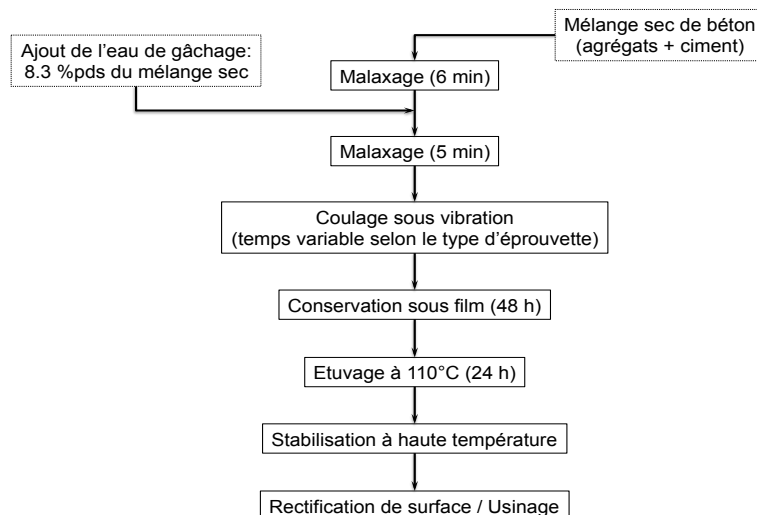 Mélange sec de béton
(agrégats + ciment)
Ajout de l’eau de gâchage:
8.3 %pds du mélange sec
Malaxage (6 min)
Malaxage (5 min)
Coulage sous vibration
(temps variable selon le type d’éprouvette)
Conservation sous film (48 h)
Etuvage à 110°C (24 h)
Stabilisation à haute température
Rectification de surface / Usinage